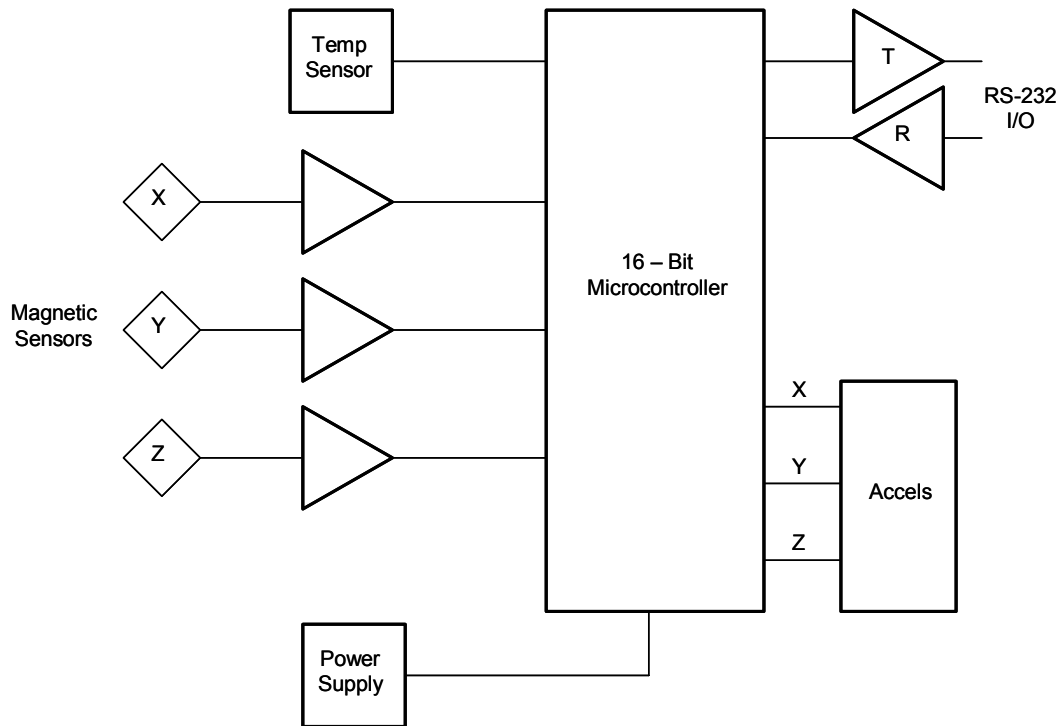 Temp
Sensor
T
RS-232
I/O
R
X
16 – Bit
Microcontroller
Magnetic
Sensors
Y
X
Y
Accels
Z
Z
Power
Supply